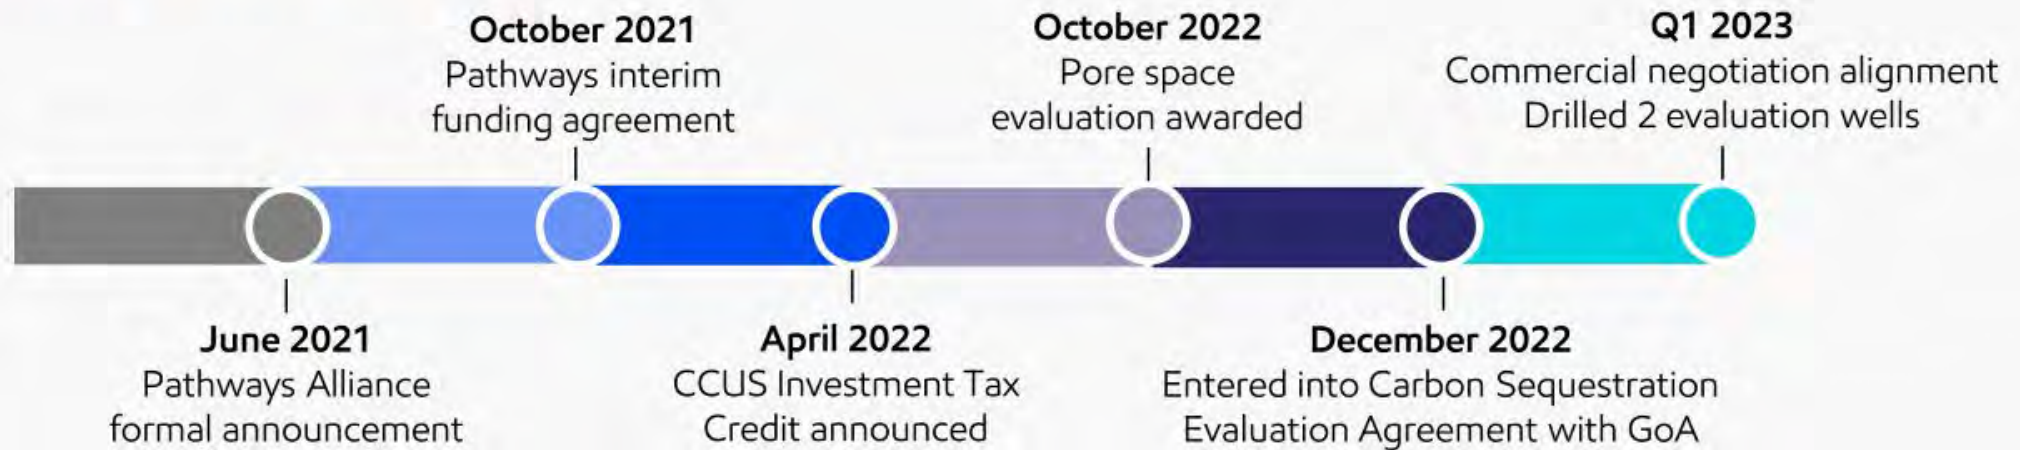 October 2021
Pathways interim
funding agreement
October 2022
Pore space
evaluation awarded
Q1 2023
Commercial negotiation alignment
Drilled 2 evaluation wells
June 2021
Pathways Alliance
formal announcement
April 2022
CCUS Investment Tax
Credit announced
December 2022
Entered into Carbon Sequestration
Evaluation Agreement with GoA